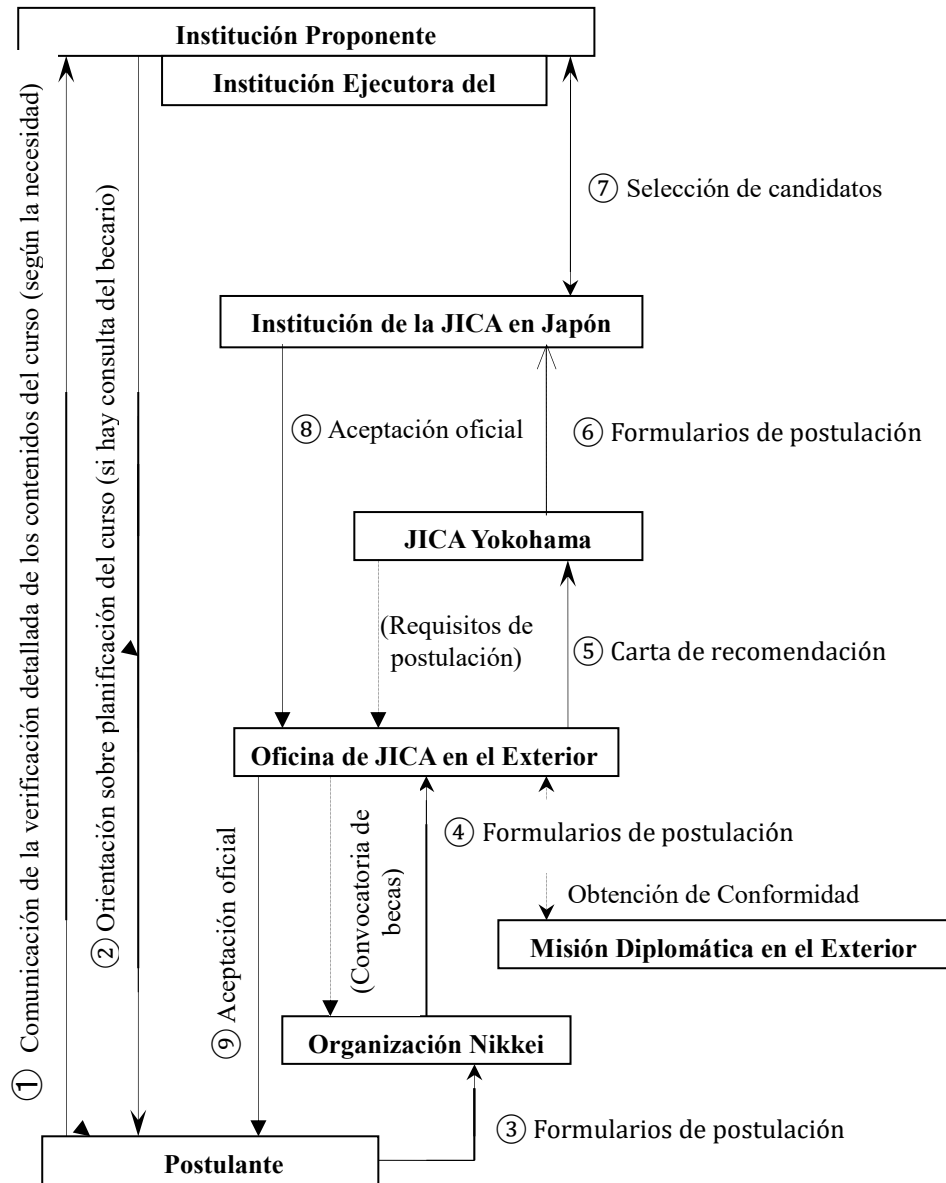 Institución Proponente
Institución Ejecutora del
① Comunicación de la verificación detallada de los contenidos del curso (según la necesidad)
② Orientación sobre planificación del curso (si hay consulta del becario)
⑦ Selección de candidatos
Institución de la JICA en Japón
⑧ Aceptación oficial
⑥ Formularios de postulación
JICA Yokohama
(Requisitos de
postulación)
⑤ Carta de recomendación
Oficina de JICA en el Exterior
⑨ Aceptación oficial
(Convocatoria de
becas)
④ Formularios de postulación
Obtención de Conformidad
Misión Diplomática en el Exterior
Organización Nikkei
③ Formularios de postulación
Postulante